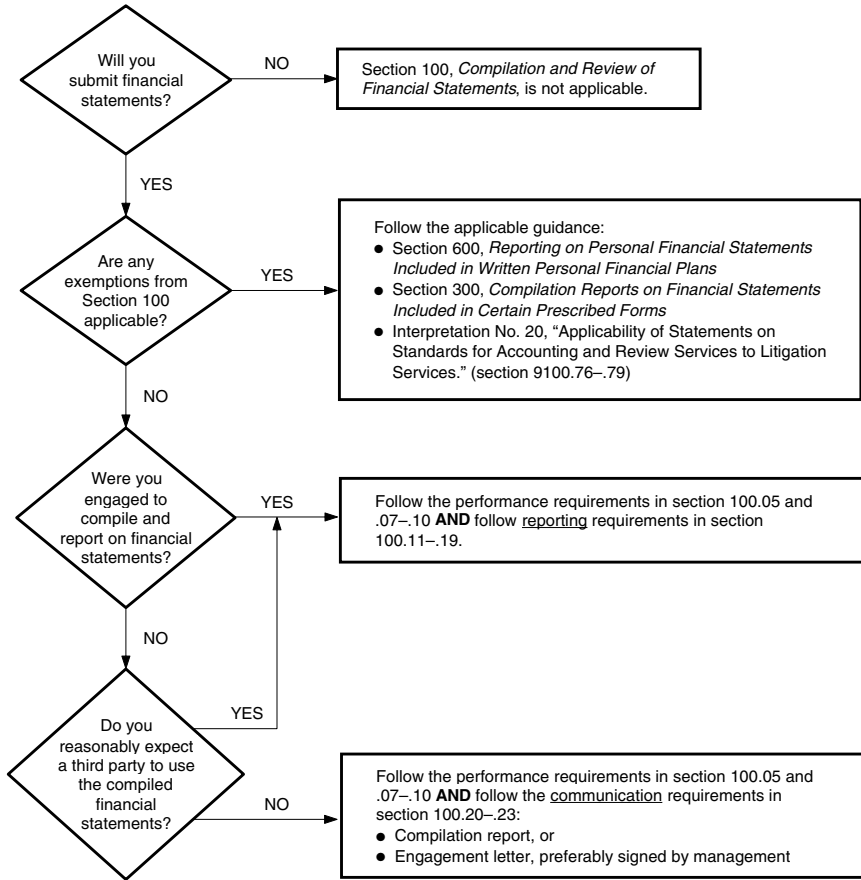 Will you
submit financial
statements?
NO
Section 100, Compilation and Review of
Financial Statements, is not applicable.
YES
Are any
exemptions from
Section 100
applicable?
YES
Follow the applicable guidance:
● Section 600, Reporting on Personal Financial Statements
Included in Written Personal Financial Plans
● Section 300, Compilation Reports on Financial Statements
Included in Certain Prescribed Forms
● Interpretation No. 20, “Applicability of Statements on
Standards for Accounting and Review Services to Litigation
Services.” (section 9100.76–.79)
NO
Were you
engaged to
compile and
report on financial
statements?
YES
Follow the performance requirements in section 100.05 and
.07–.10 AND follow reporting requirements in section
100.11–.19.
NO
YES
Do you
reasonably expect
a third party to use
the compiled
financial
statements?
NO
Follow the performance requirements in section 100.05 and
.07–.10 AND follow the communication requirements in
section 100.20–.23:
● Compilation report, or
● Engagement letter, preferably signed by management